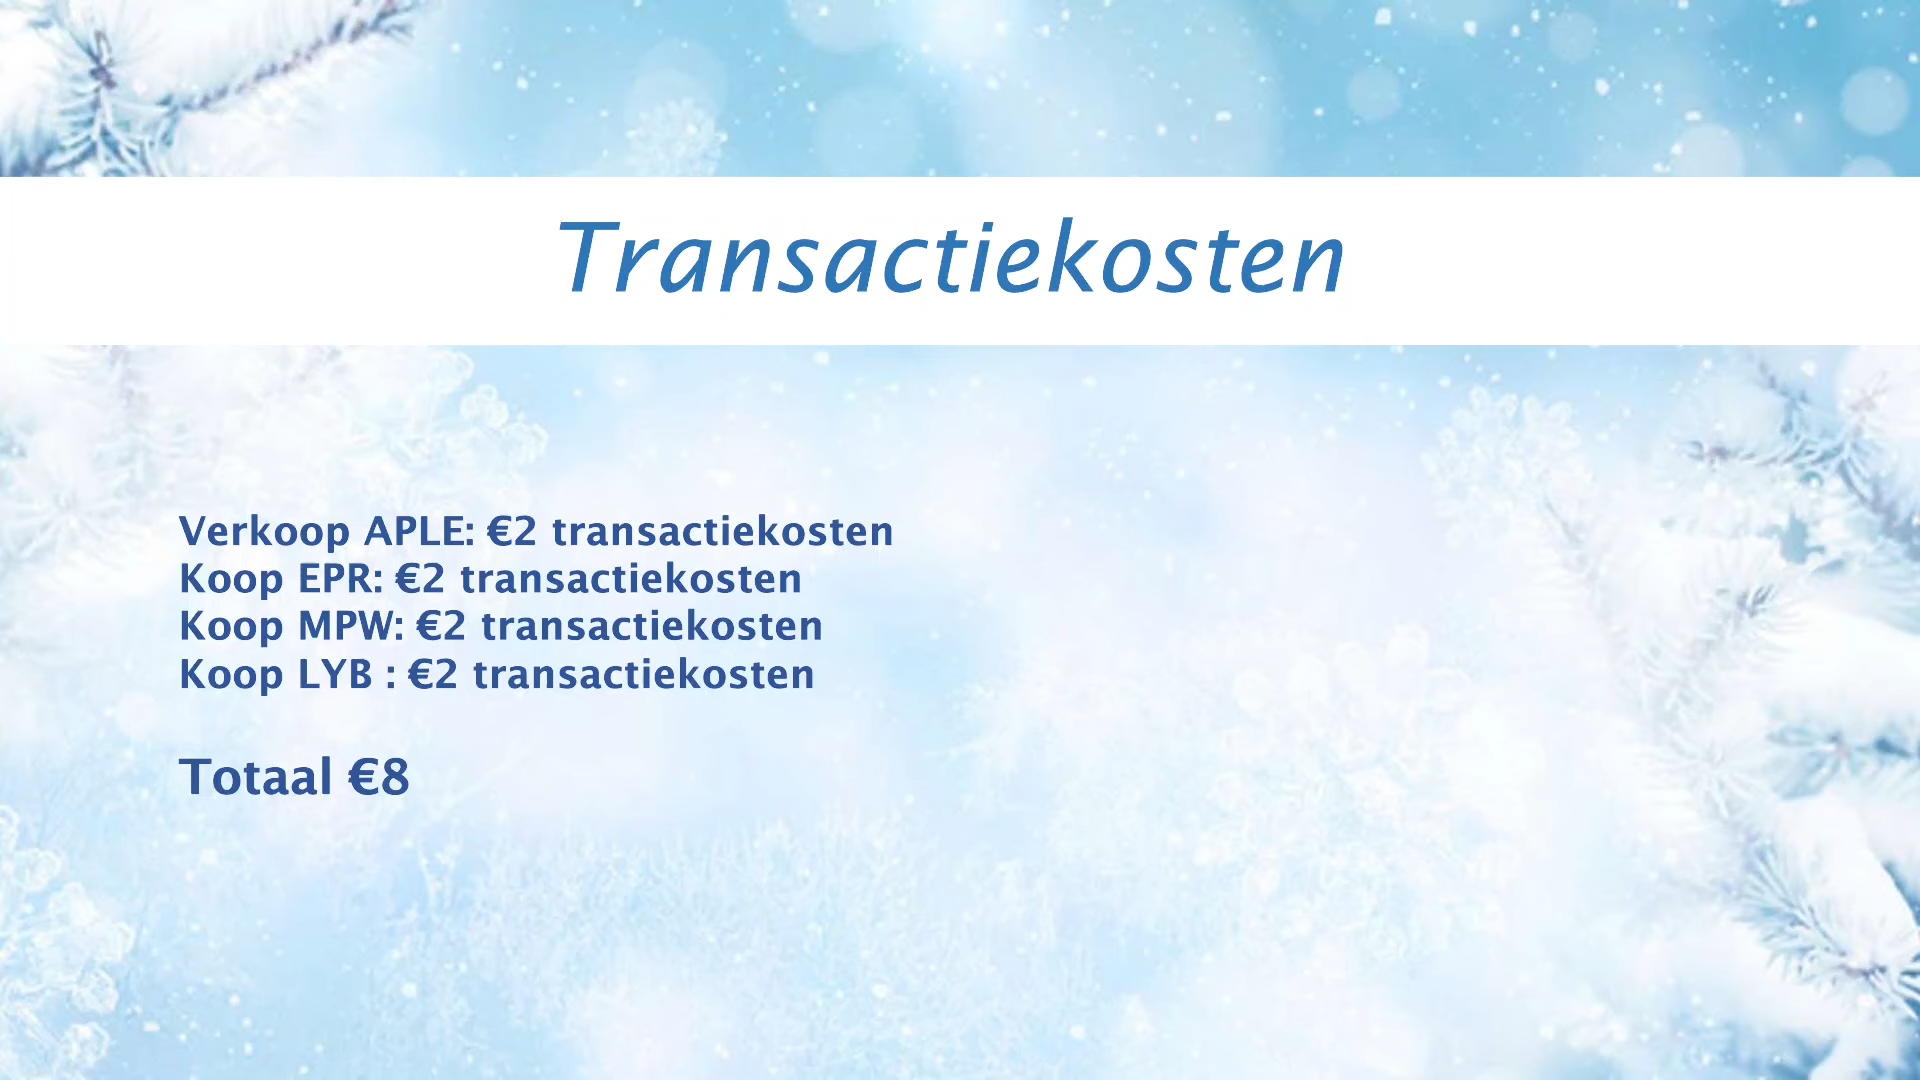 Transactiekosten
Verkoop APLE: €2 transactiekosten
Koop EPR: €2 transactiekosten
Koop MPW: €2 transactiekosten
Koop LYB : €2 transactiekosten
Totaal €8